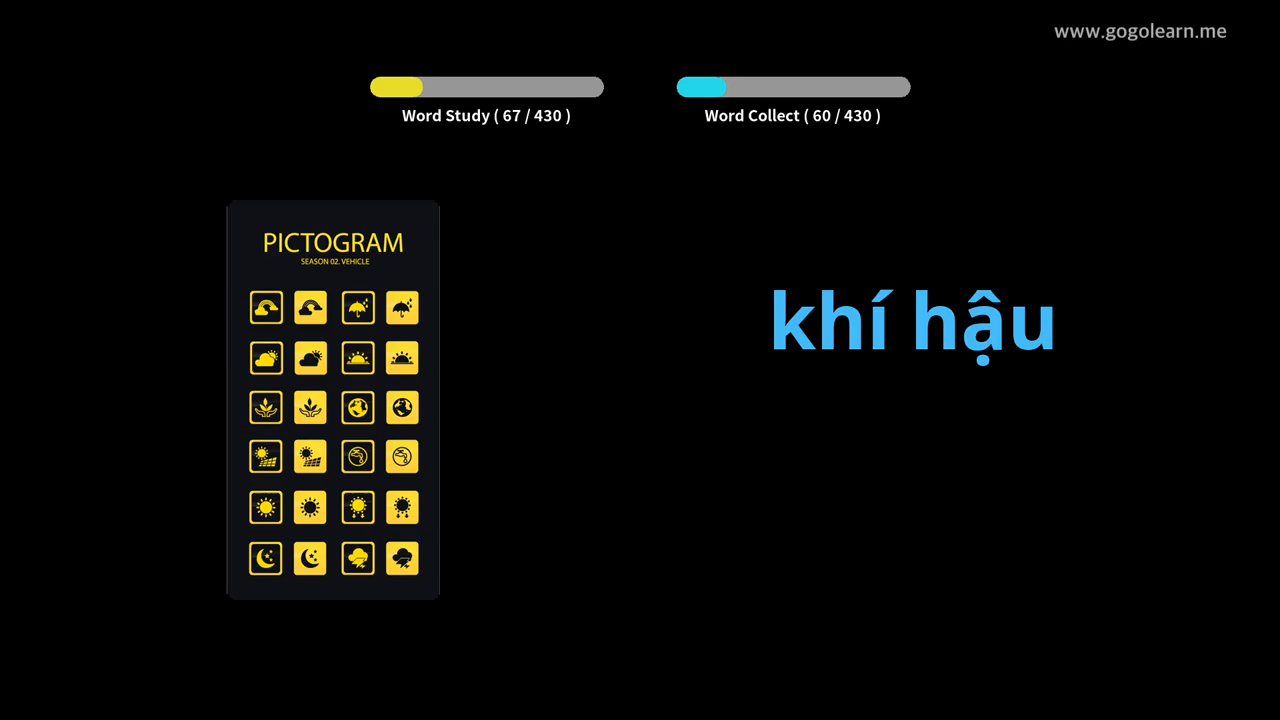 www.gogolearn.me
Word Study ( 67 / 430 )
Word Collect ( 60 / 430 )
PICTOGRAM
SEASON 02. VEHICLE
khí hậu